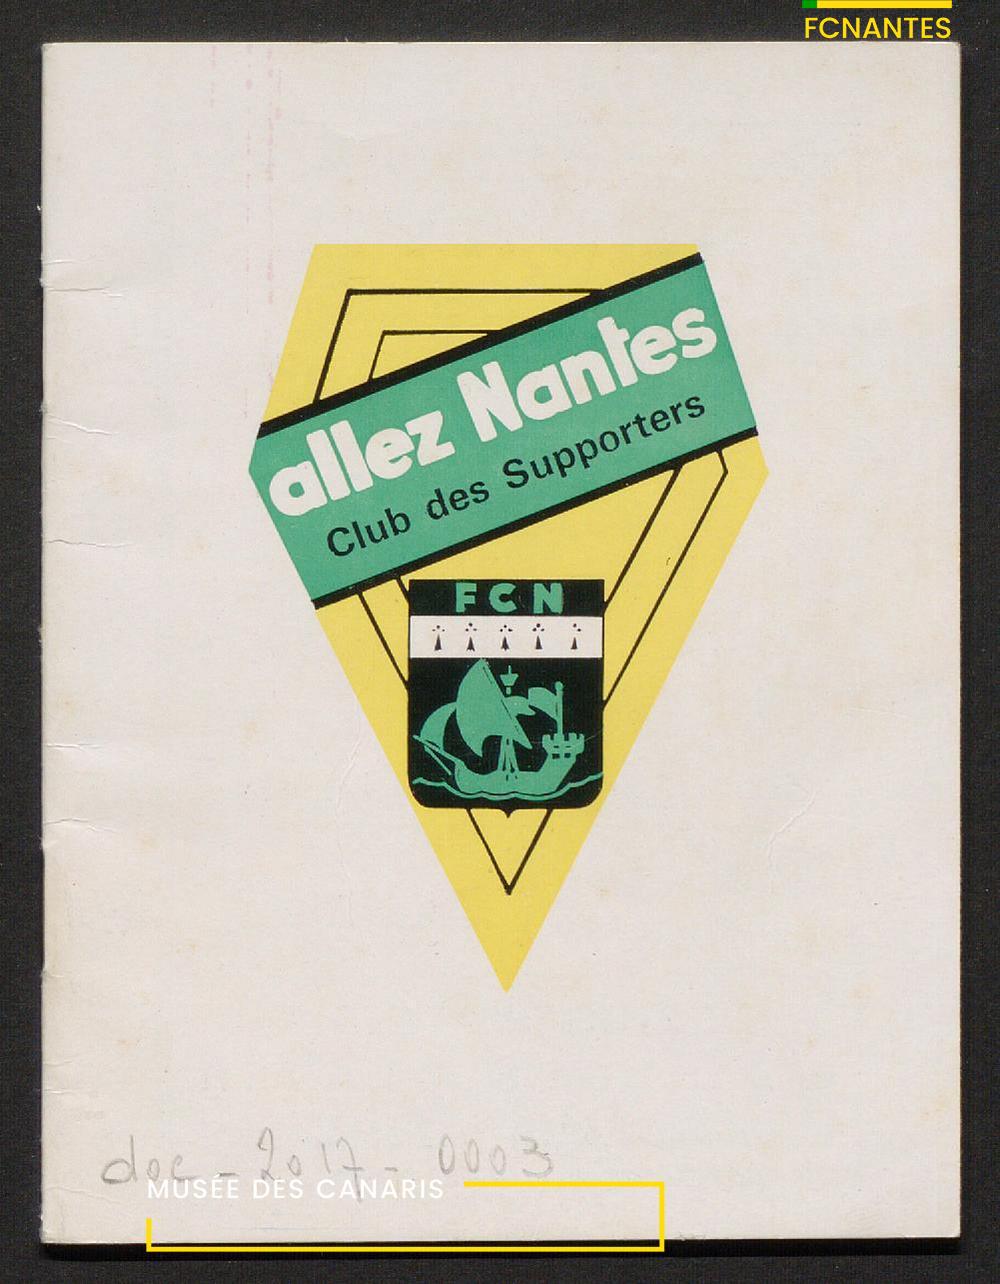 FCNANTES
allez Nantes
Club des Supporters
FCN
doc - 2017 - 0003
MUSÉE DES CANARIS